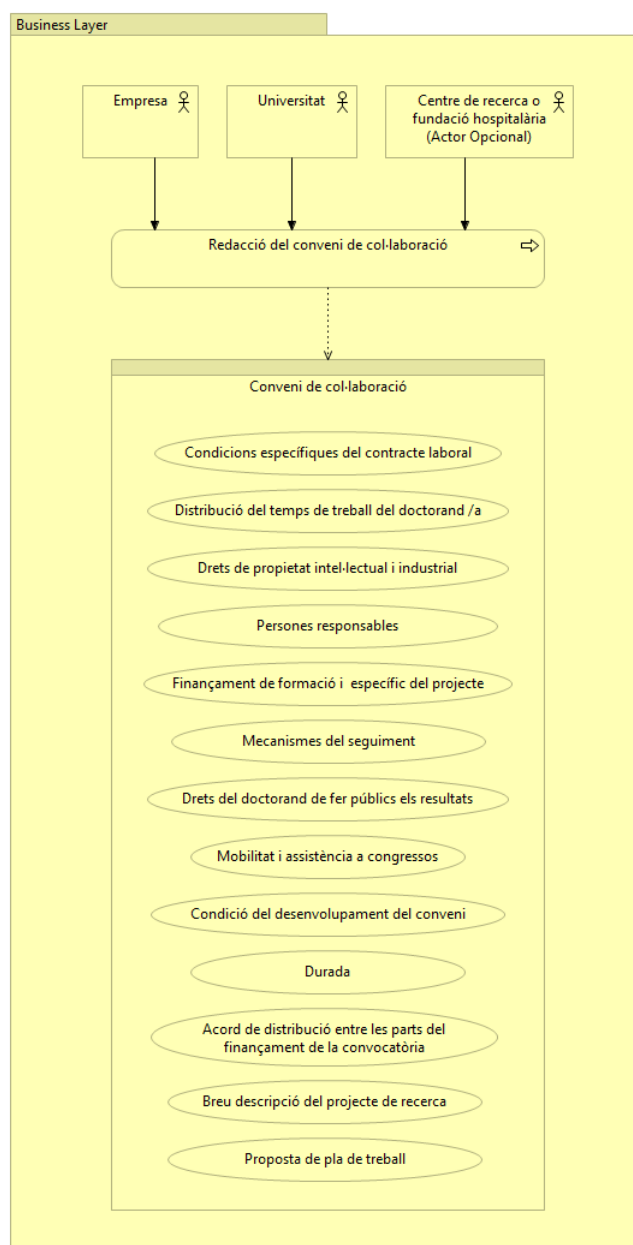 Business Layer
Empresa
Universitat
Centre de recerca o
fundació hospitalària
(Actor Opcional)
Redacció del conveni de col·laboració
Conveni de col·laboració
Condicions específiques del contracte laboral
Distribució del temps de treball del doctorand /a
Drets de propietat intel·lectual i industrial
Persones responsables
Finançament de formació i  específic del projecte
Mecanismes del seguiment
Drets del doctorand de fer públics els resultats
Mobilitat i assistència a congressos
Condició del desenvolupament del conveni
Durada
Acord de distribució entre les parts del
finançament de la convocatòria
Breu descripció del projecte de recerca
Proposta de pla de treball